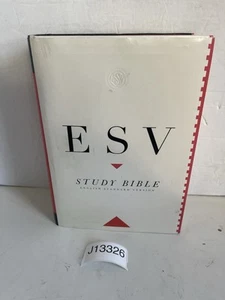 ESV
STUDY BIBLE
ENGLISH STANDARD VERSION
J13326